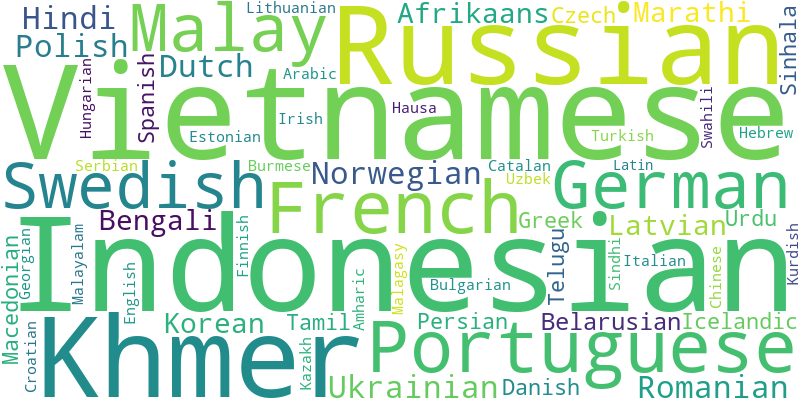 Lithuanian
Hindi
Malay
Russian
Afrikaans
Czech
Marathi
Sinhala
Polish
Dutch
Spanish
Hungarian
Arabic
Vietnamese
Irish
Hausa
Estonian
Turkish
Swahili
Hebrew
Serbian
Burmese
Catalan
Latin
Swedish
Norwegian
Uzbek
German
French
Bengali
Greek
Latvian
Urdu
Indonesian
Macedonian
Georgian
Malayalam
English
Finnish
Amharic
Malagasy
Bulgarian
Telugu
Sindhi
Italian
Chinese
Kurdish
Khmer
Korean
Tamil
Persian
Belarusian
Icelandic
Croatian
Kazakh
Portuguese
Ukrainian
Danish
Romanian